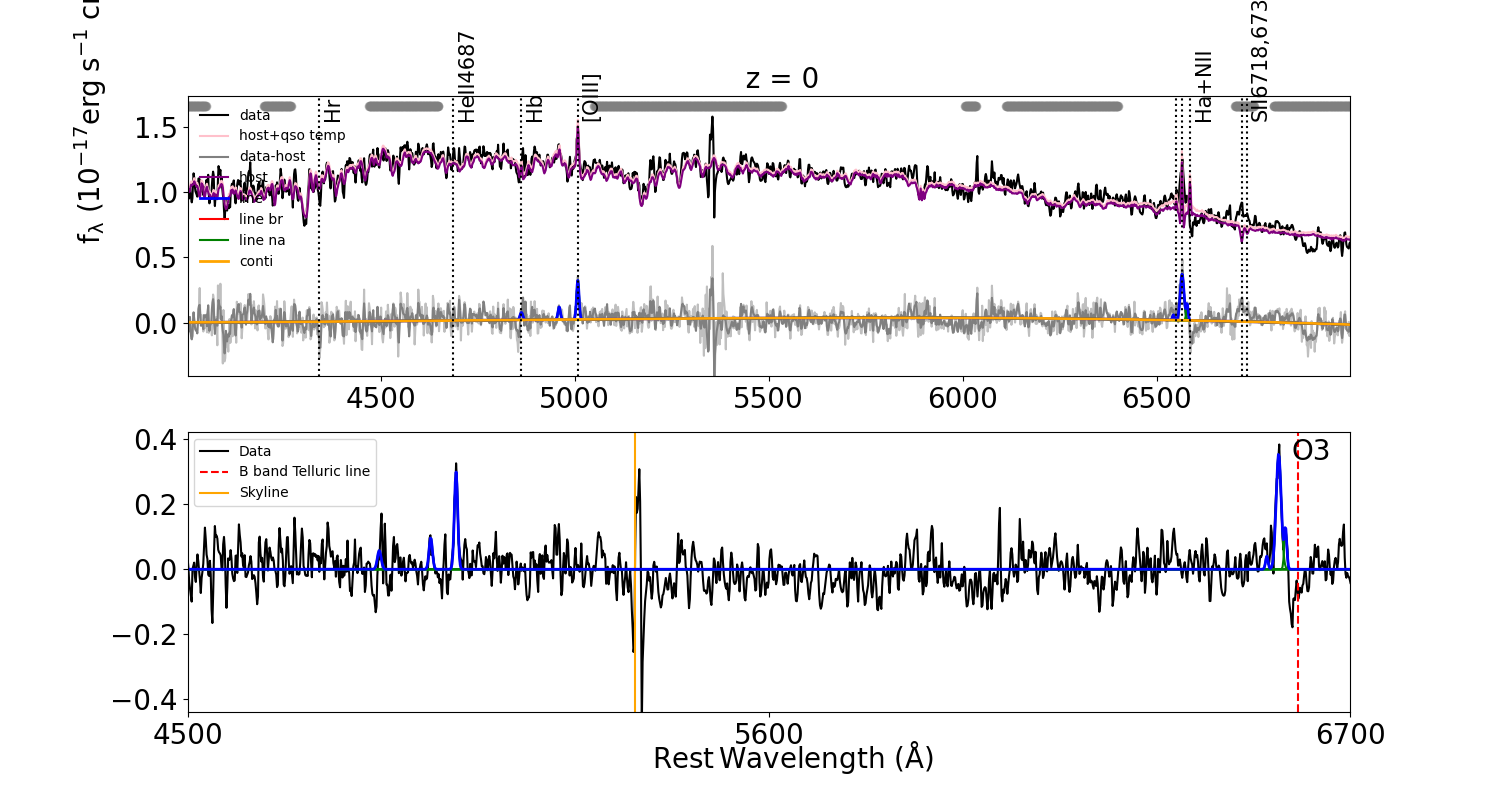 z = 0
Hr
HeII4687
Hb
[OIII]
Ha+NII
SII6718,673
fλ (10−17erg s−1 c
1.5
1.0
0.5
0.0
data
host+qso temp
data-host
host
line br
line na
conti
4500
5000
5500
6000
6500
0.4
0.2
0.0
−0.2
−0.4
Data
B band Telluric line
Skyline
O3
4500
5600
6700
Rest Wavelength (Å)